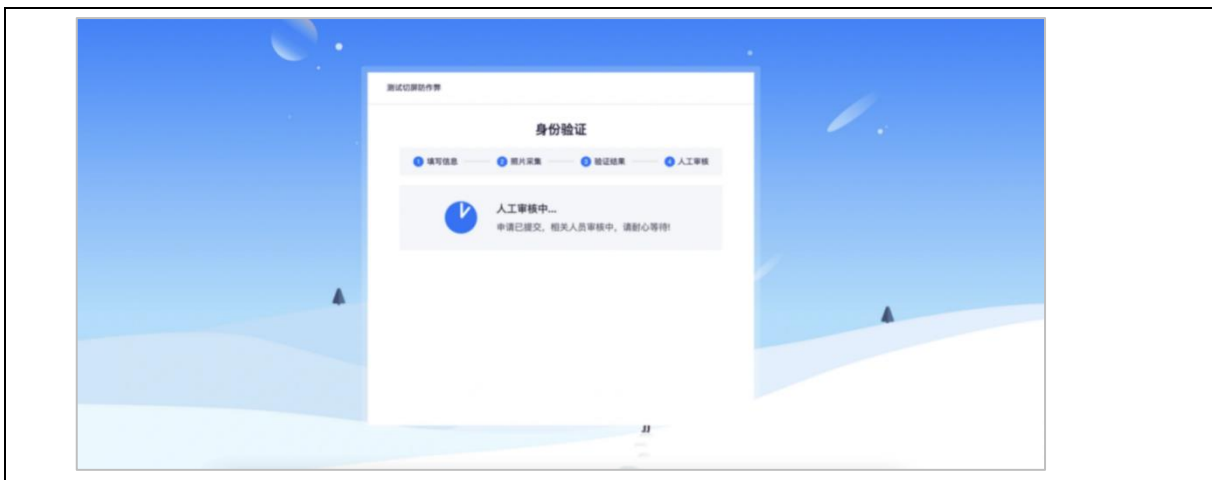 测试切屏防作弊
身份验证
1 填写信息 2 照片采集 3 验证结果 4 人工审核
人工审核中...
申请已提交，相关人员审核中，请耐心等待!